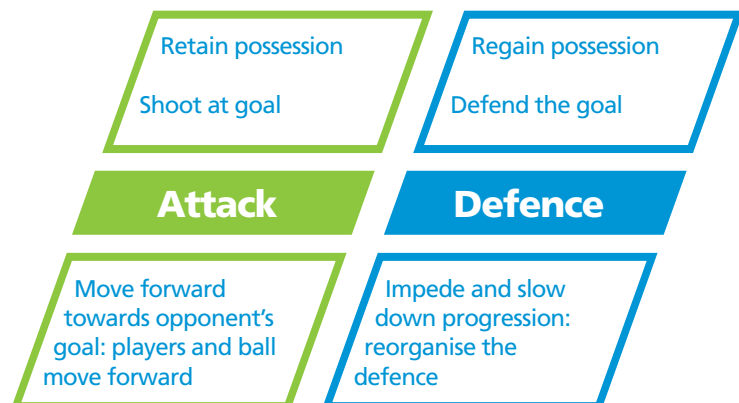 Retain possession
Shoot at goal
Regain possession
Defend the goal
Attack
Defence
Move forward
towards opponent's
goal: players and ball
move forward
Impede and slow
down progression:
reorganise the
defence